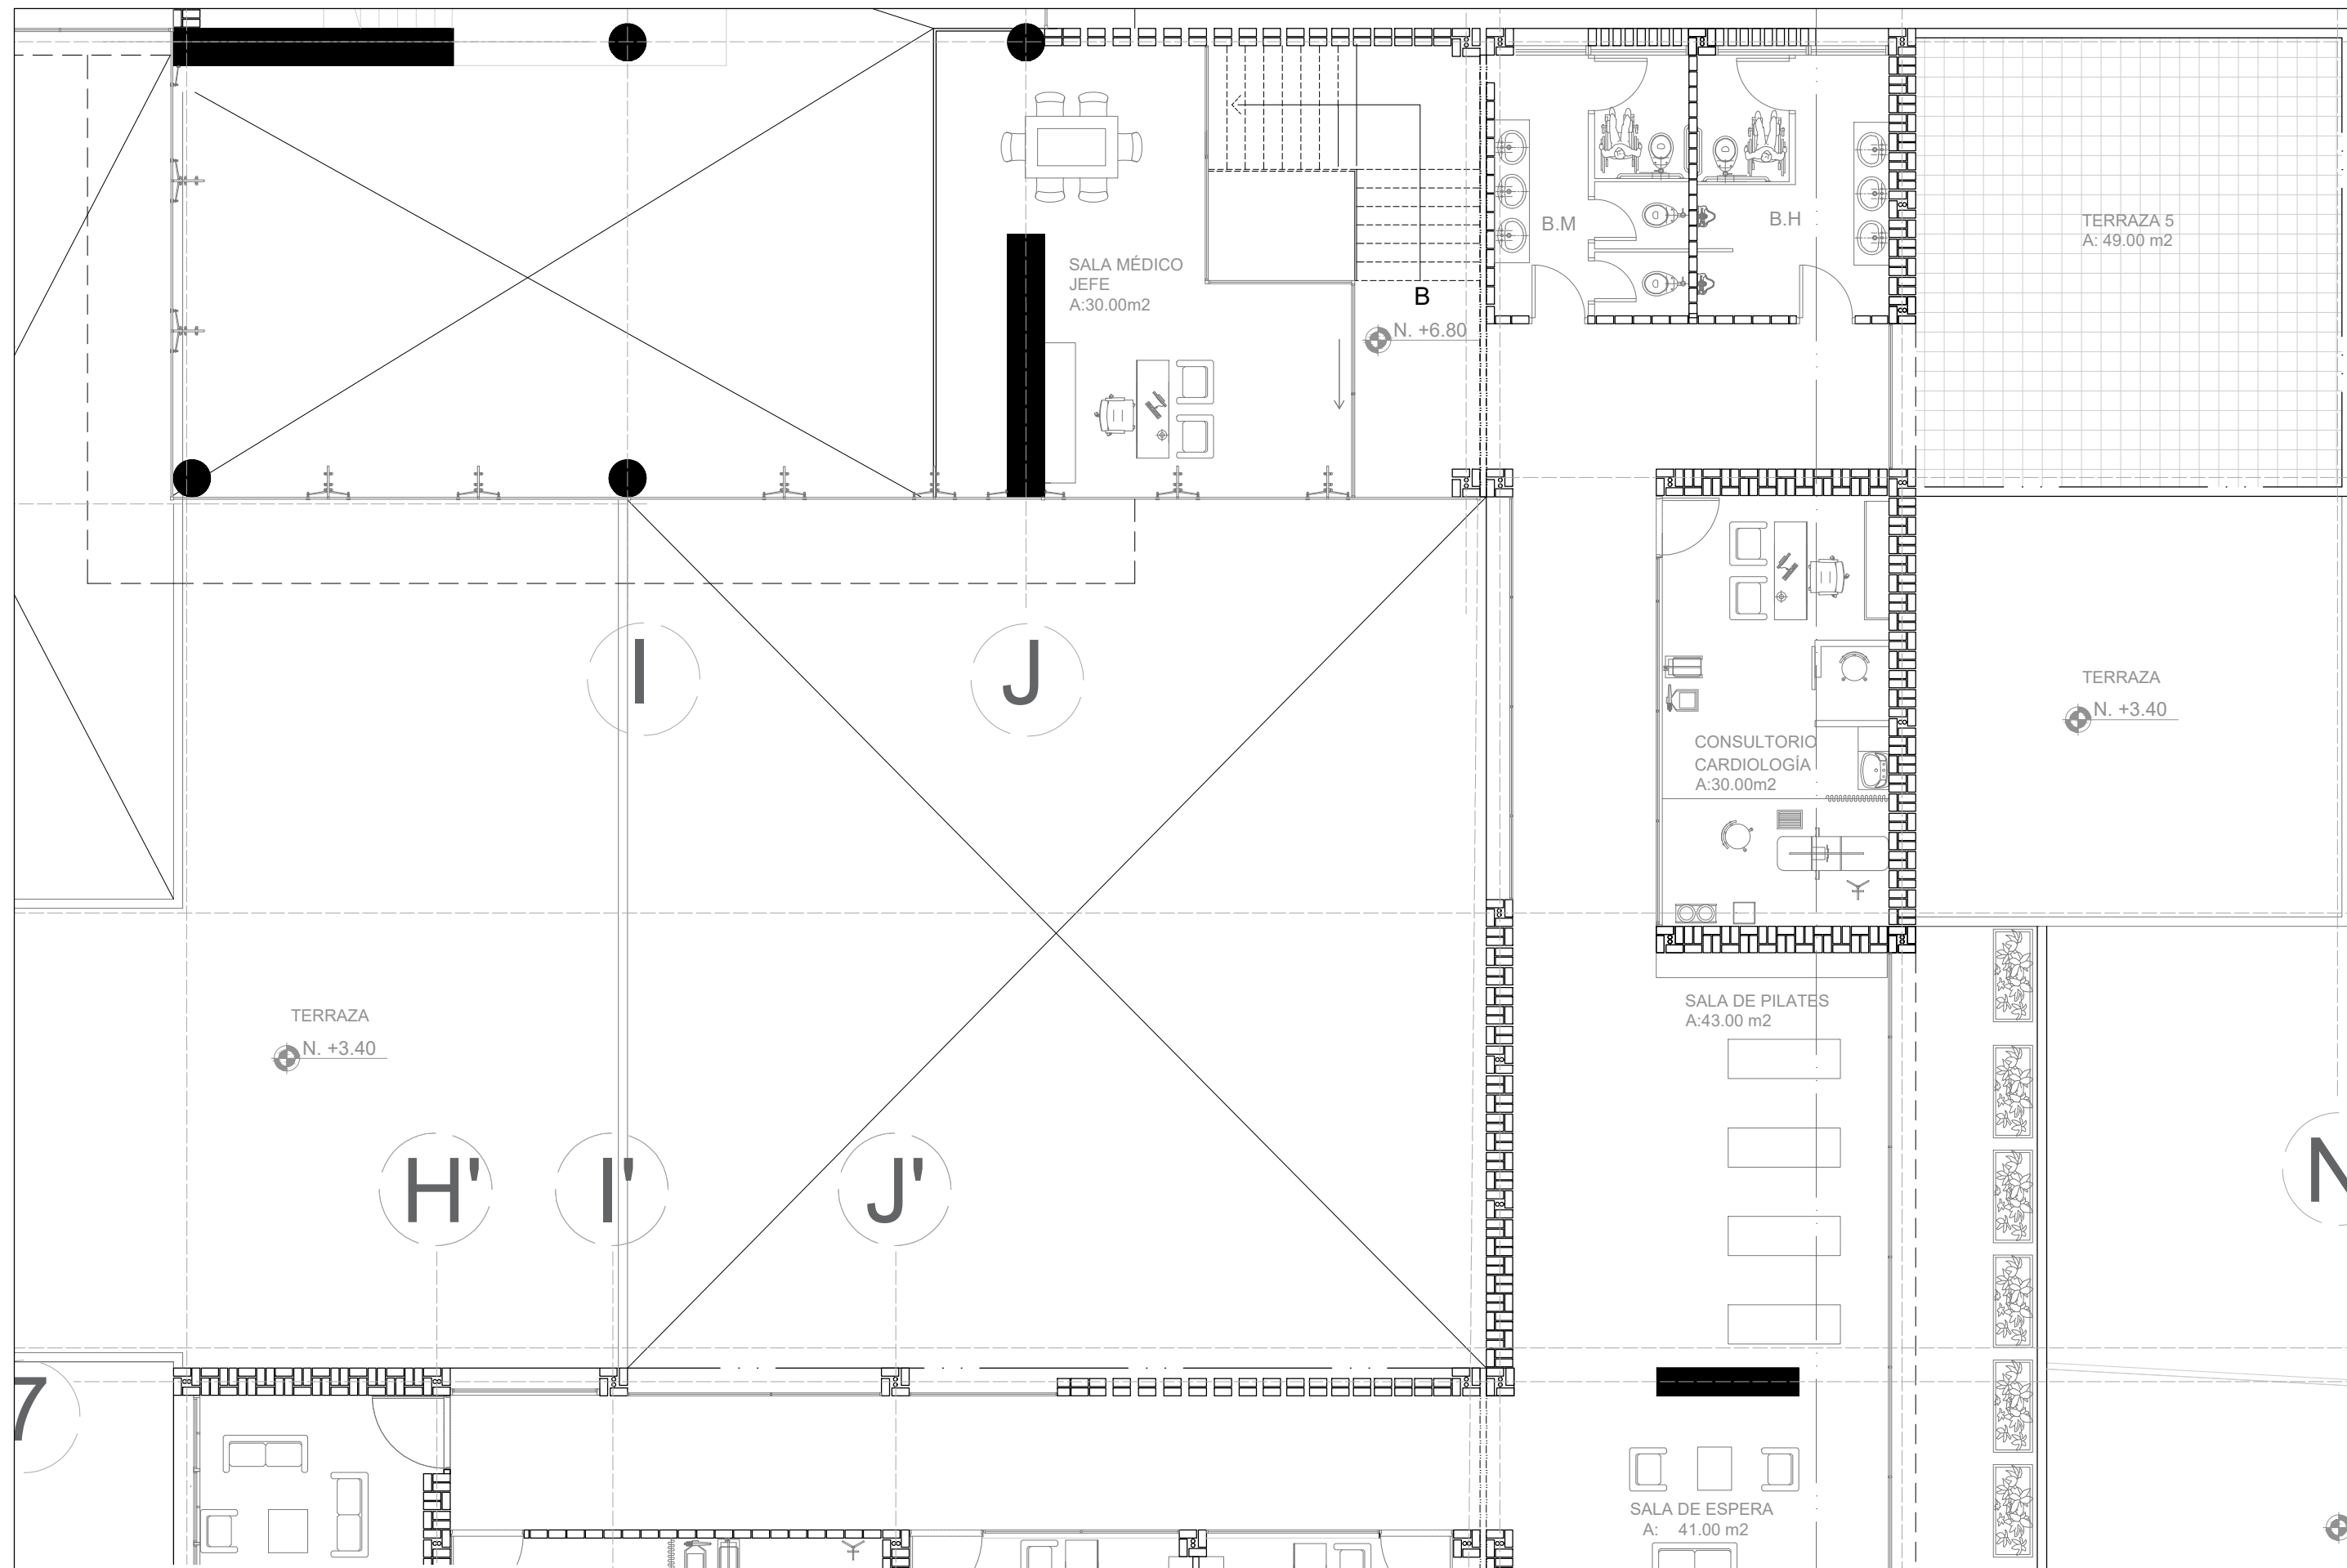 SALA MÉDICO
JEFE
A:30.00m2
B
N. +6.80
B.M
B.H
TERRAZA 5
A: 49.00 m2
I
J
CONSULTORIO
CARDIOLOGÍA
A:30.00m2
TERRAZA
N. +3.40
TERRAZA
N. +3.40
SALA DE PILATES
A:43.00 m2
H'
I'
J'
N
7
SALA DE ESPERA
A: 41.00 m2